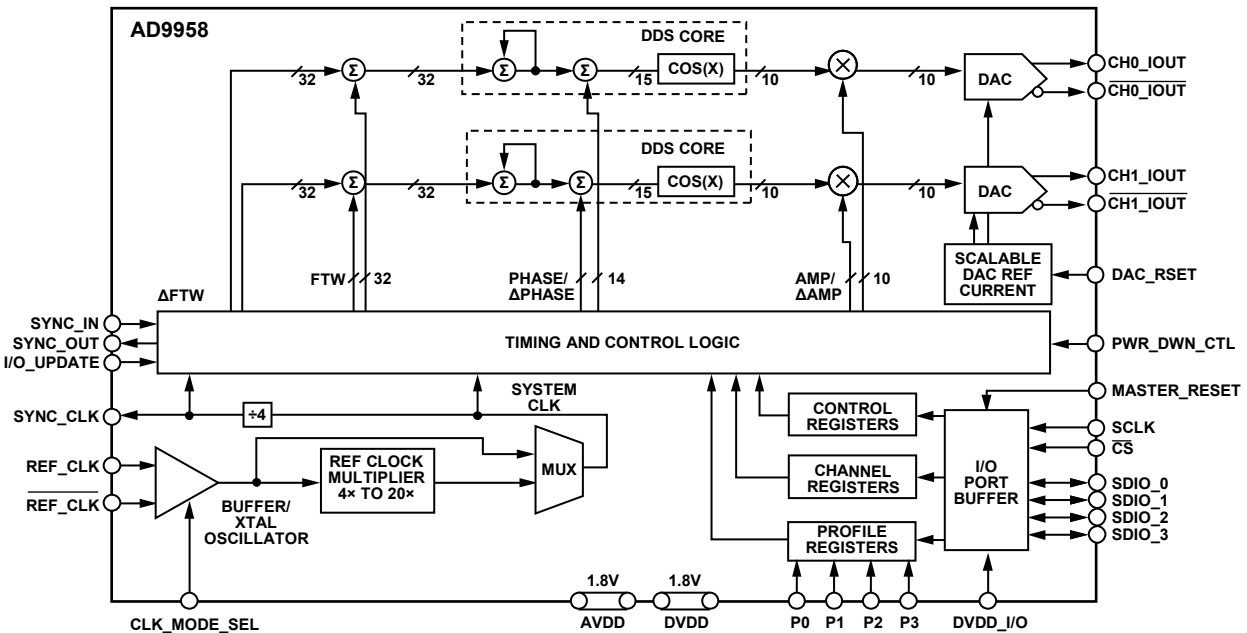 AD9958
DDS CORE
32
Σ
32
Σ
Σ
15
COS(X)
10
×
10
DAC
CH0_IOUT
CH0_IOUT
DDS CORE
32
Σ
32
Σ
Σ
15
COS(X)
10
×
10
DAC
CH1_IOUT
CH1_IOUT
SCALABLE
DAC REF
CURRENT
DAC_RSET
ΔFTW
FTW
32
PHASE/
ΔPHASE
14
AMP/
ΔAMP
10
SYNC_IN
SYNC_OUT
I/O_UPDATE
TIMING AND CONTROL LOGIC
PWR_DWN_CTL
SYNC_CLK
÷4
SYSTEM
CLK
REF_CLK
REF_CLK
BUFFER/
XTAL
OSCILLATOR
REF CLOCK
MULTIPLIER
4× TO 20×
MUX
CONTROL
REGISTERS
CHANNEL
REGISTERS
PROFILE
REGISTERS
I/O
PORT
BUFFER
MASTER_RESET
SCLK
CS
SDIO_0
SDIO_1
SDIO_2
SDIO_3
CLK_MODE_SEL
1.8V
AVDD
1.8V
DVDD
P0
P1
P2
P3
DVDD_I/O